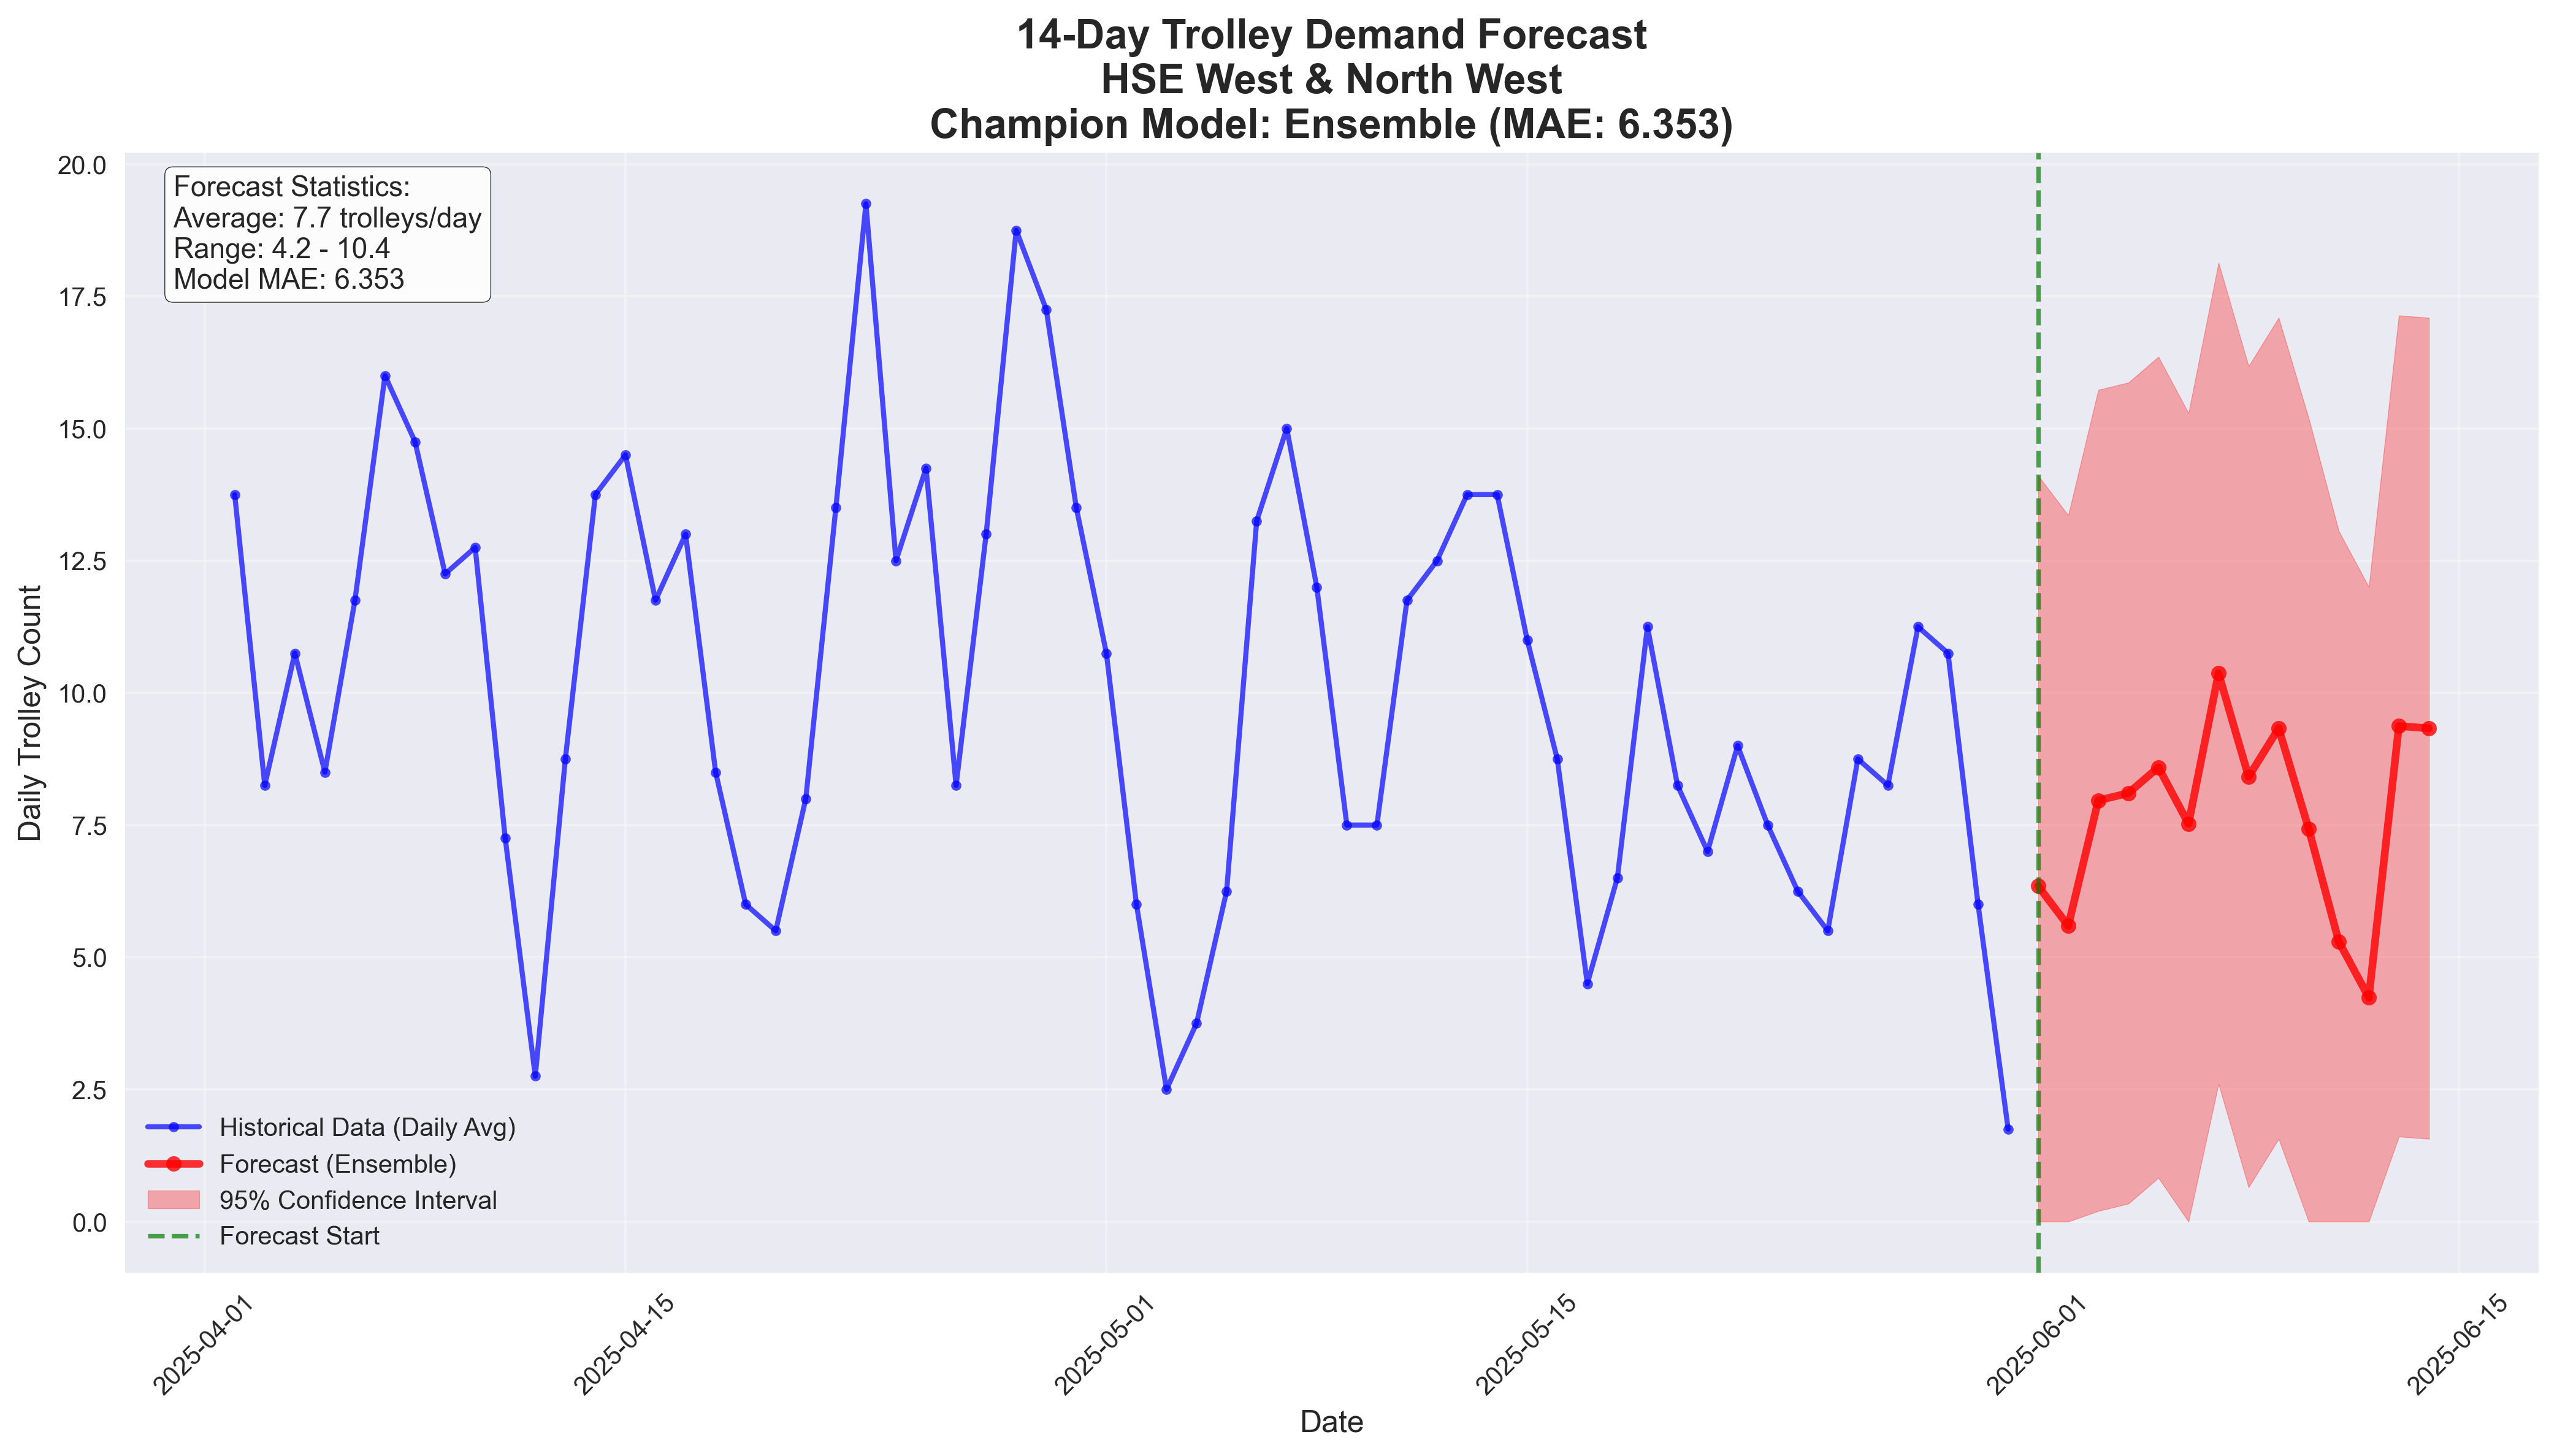 14-Day Trolley Demand Forecast
HSE West & North West
Champion Model: Ensemble (MAE: 6.353)
Forecast Statistics:
Average: 7.7 trolleys/day
Range: 4.2 - 10.4
Model MAE: 6.353
Daily Trolley Count
20.0
17.5
15.0
12.5
10.0
7.5
5.0
2.5
0.0
Historical Data (Daily Avg)
Forecast (Ensemble)
95% Confidence Interval
Forecast Start
2025-04-01
2025-04-15
2025-05-01
2025-05-15
2025-06-01
2025-06-15
Date